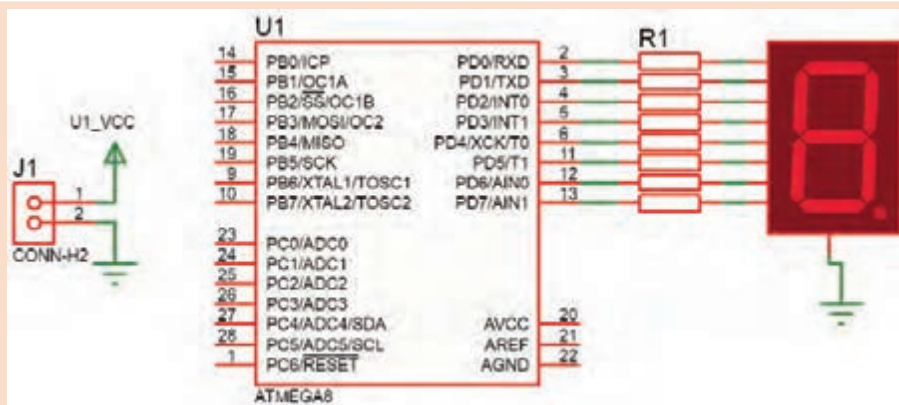 U1
R1
14 PB0/ICP PD0/RXD 2
15 PB1/OC1A PD1/TXD 3
16 PB2/SS/OC1B PD2/INT0 4
17 PB3/MOSI/OC2 PD3/INT1 5
18 PB4/MISO PD4/XCK/T0 6
19 PB5/SCK PD5/T1 11
9 PB6/XTAL1/TOSC1 PD6/AIN0 12
10 PB7/XTAL2/TOSC2 PD7/AIN1 13
U1_VCC
J1
1
2
CONN-H2
23 PC0/ADC0
24 PC1/ADC1
25 PC2/ADC2
26 PC3/ADC3
27 PC4/ADC4/SDA AVCC 20
28 PC5/ADC5/SCL AREF 21
1 PC6/RESET AGND 22
ATMEGA8